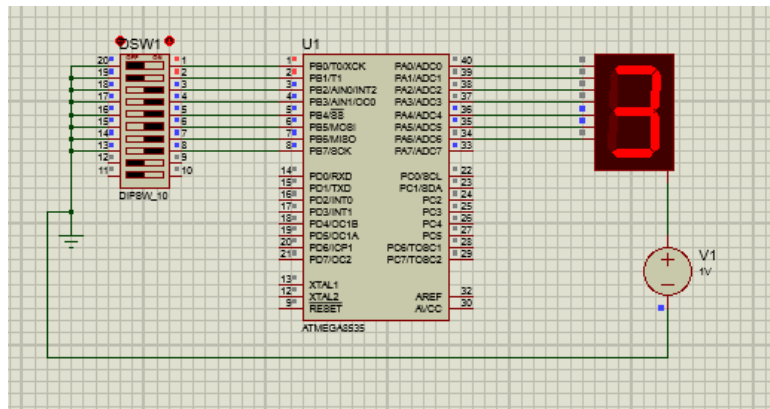 DSW1
OFF ON
20 1
19 2
18 3
17 4
16 5
15 6
14 7
13 8
12 9
11 10
DIPSW_10
U1
1 PB0/T0/XCK PA0/ADC0 40
2 PB1/T1 PA1/ADC1 39
3 PB2/AIN0/INT2 PA2/ADC2 38
4 PB3/AIN1/OC0 PA3/ADC3 37
5 PB4/SS PA4/ADC4 36
6 PB5/MOSI PA5/ADC5 35
7 PB6/MISO PA6/ADC6 34
8 PB7/SCK PA7/ADC7 33
14 PD0/RXD PC0/SCL 22
15 PD1/TXD PC1/SDA 23
16 PD2/INT0 PC2 24
17 PD3/INT1 PC3 25
18 PD4/OC1B PC4 26
19 PD5/OC1A PC5 27
20 PD6/ICP1 PC6/TOSC1 28
21 PD7/OC2 PC7/TOSC2 29
13 XTAL1
12 XTAL2 AREF 32
9 RESET AVCC 30
ATMEGA8535
3
V1
1V